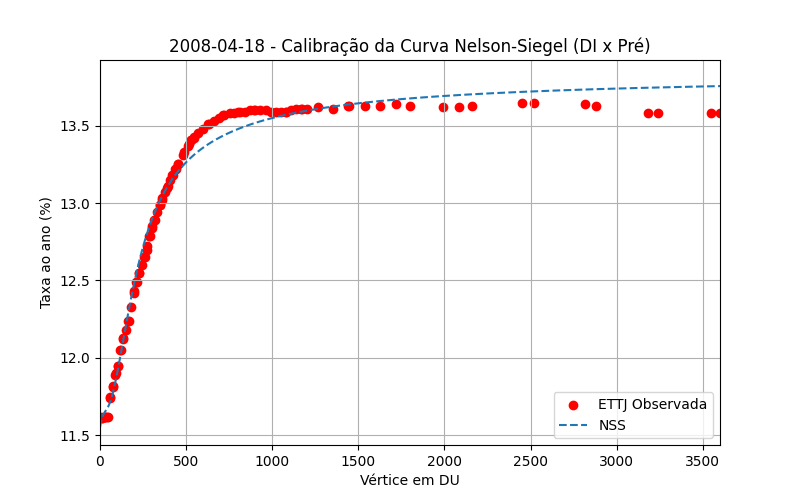 2008-04-18 - Calibração da Curva Nelson-Siegel (DI x Pré)
Taxa ao ano (%)
13.5
13.0
12.5
12.0
11.5
0 500 1000 1500 2000 2500 3000 3500
Vértice em DU
ETTJ Observada
NSS